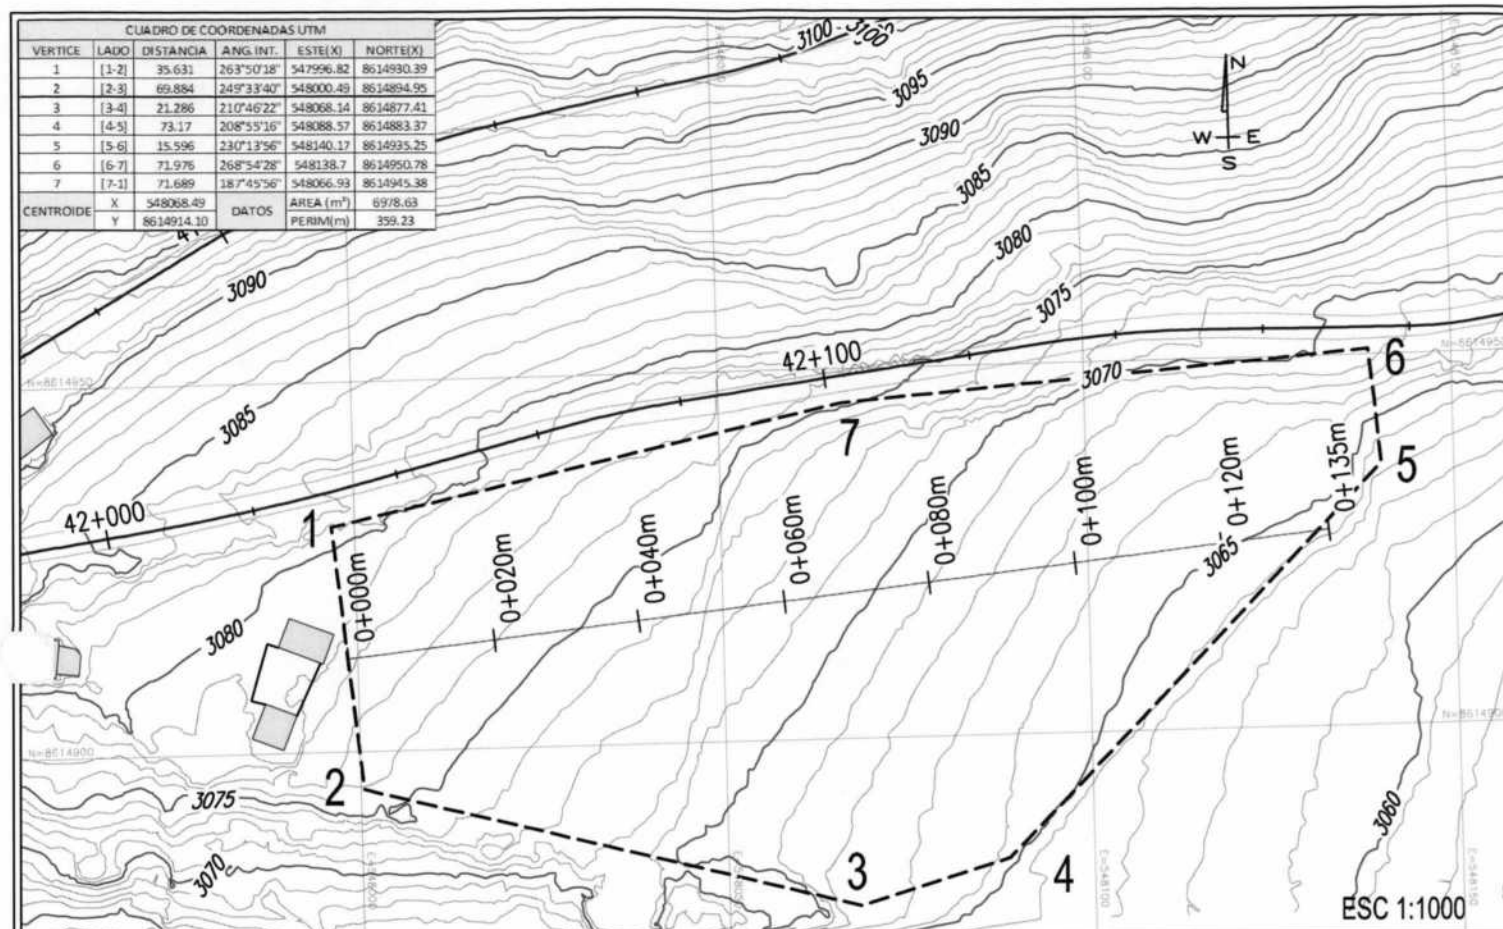 CUADRO DE COORDENADAS UTM
VERTICE LADO DISTANCIA ANG.INT. ESTE(X) NORTE(X)
1 [1-2] 35.631 263°50'18" 547996.82 8614930.39
2 [2-3] 69.884 249°33'40" 548000.49 8614894.95
3 [3-4] 21.286 210°46'22" 548068.14 8614877.41
4 [4-5] 73.17 208°55'16" 548088.57 8614883.37
5 [5-6] 15.596 230°13'56" 548140.17 8614935.25
6 [6-7] 71.976 268°54'28" 548138.7 8614950.78
7 [7-1] 71.689 187°45'56" 548066.93 8614945.38
CENTROIDE X 548068.49 DATOS AREA (m²) 6978.63
Y 8614914.10 PERIM(m) 359.23
3100
3100
3095
3090
3085
3080
3075
N
W E
S
3090
3085
42+100
3070
6
N=8614950
7
5
42+000
1
0+000m
0+020m
0+040m
0+060m
0+080m
0+100m
0+120m
0+135m
3065
3080
N=8614900
2
3075
3070
3
4
3060
E=548100
E=548150
ESC 1:1000